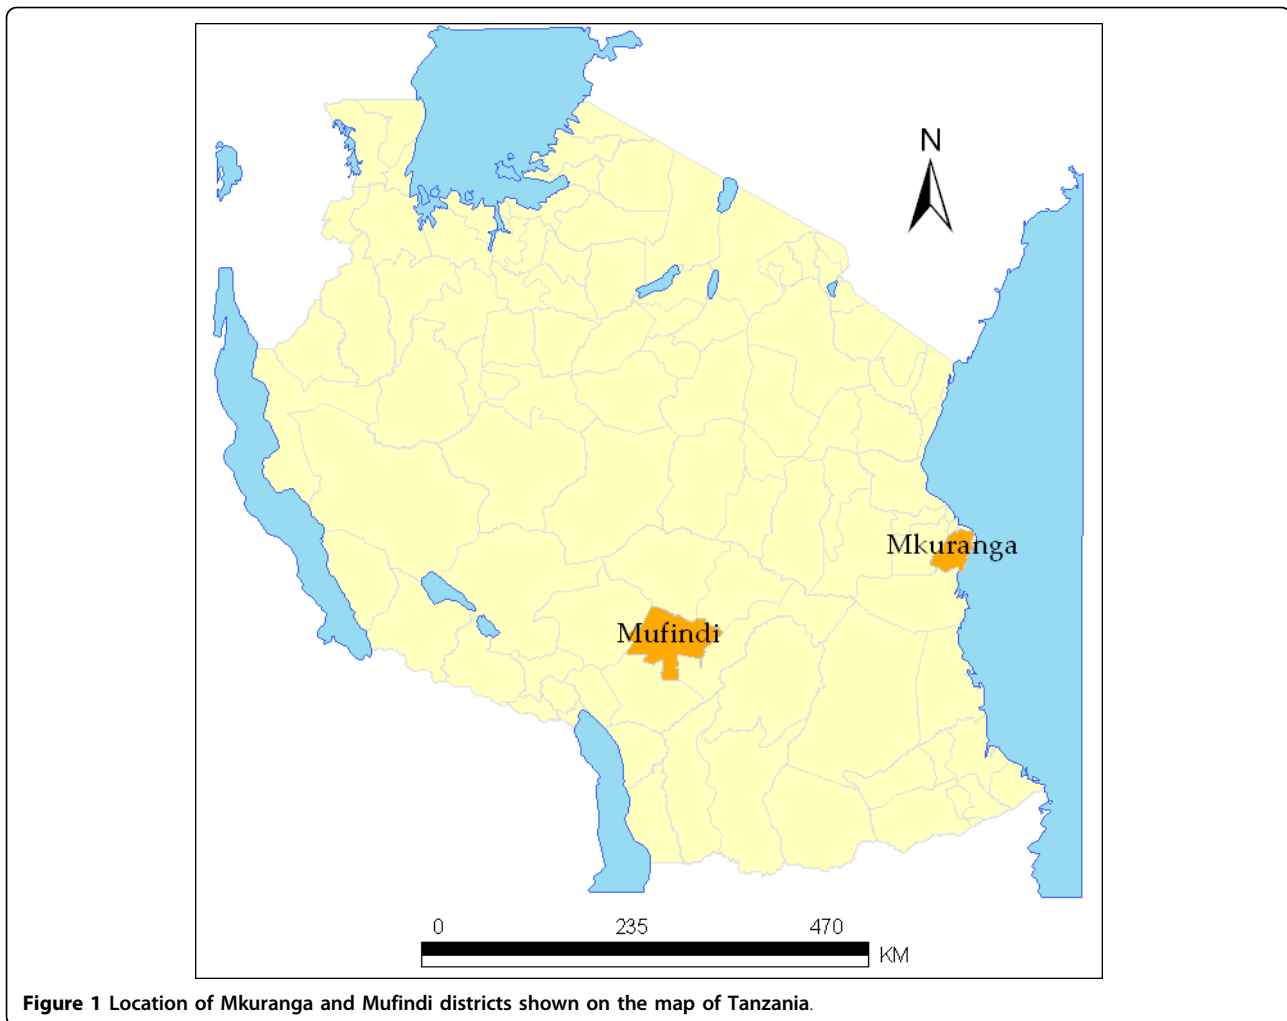 N
Mkuranga
Mufindi
0 235 470
KM
Figure 1 Location of Mkuranga and Mufindi districts shown on the map of Tanzania.